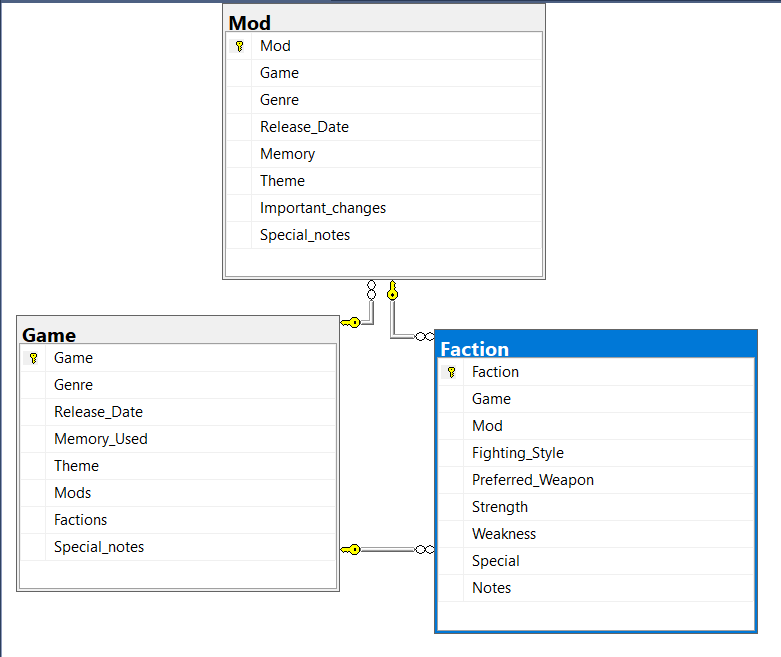 Mod
Mod
Game
Genre
Release_Date
Memory
Theme
Important_changes
Special_notes
Game
Game
Genre
Release_Date
Memory_Used
Theme
Mods
Factions
Special_notes
Faction
Faction
Game
Mod
Fighting_Style
Preferred_Weapon
Strength
Weakness
Special
Notes